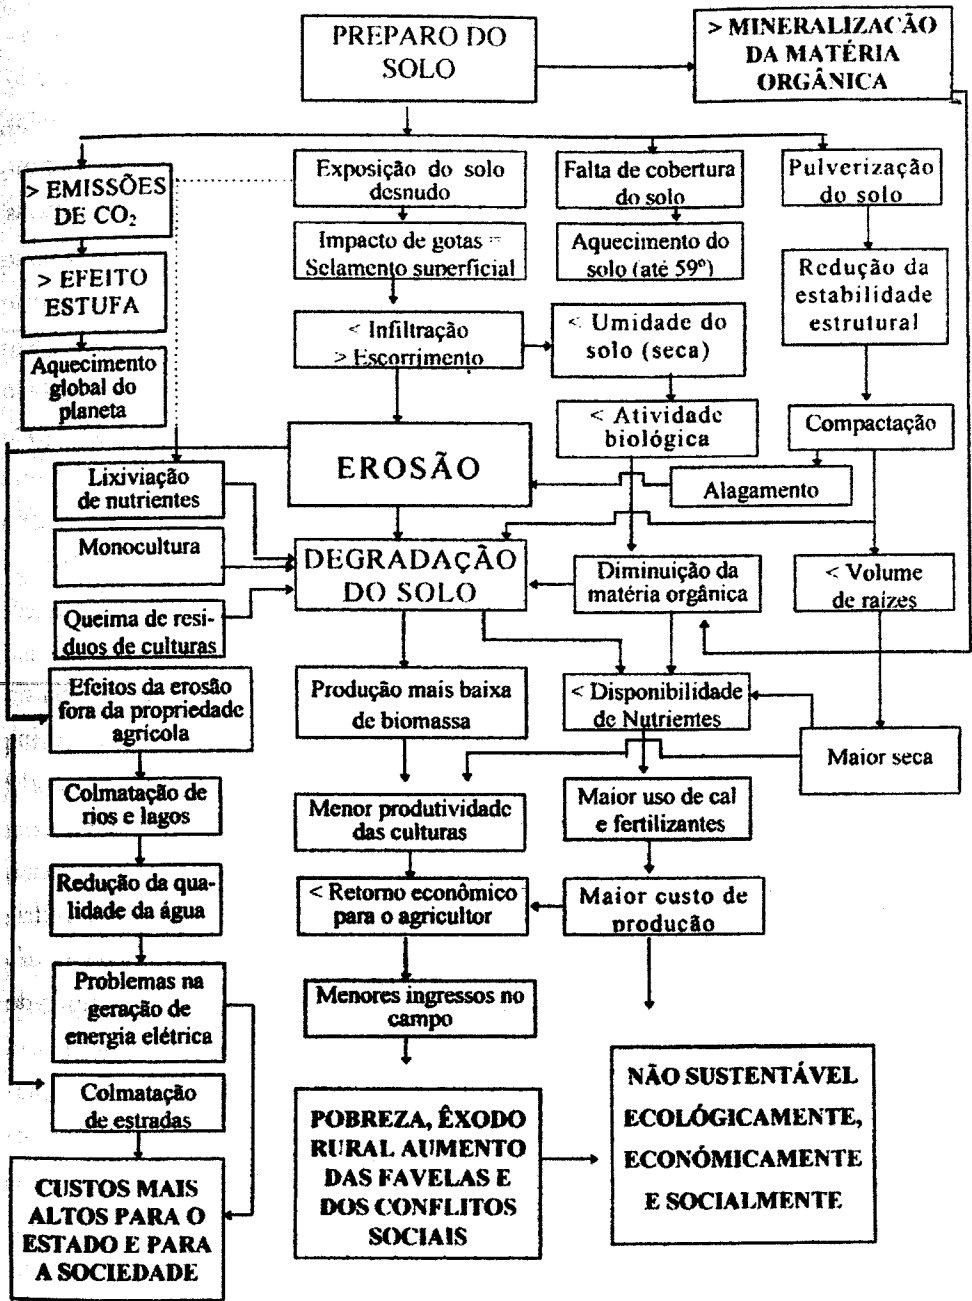 PREPARO DO
SOLO
> MINERALIZAÇÃO
DA MATÉRIA
ORGÂNICA
> EMISSÕES
DE CO₂
Exposição do solo
desnudo
Falta de cobertura
do solo
Pulverização
do solo
> EFEITO
ESTUFA
Impacto de gotas =
Selamento superficial
Aquecimento do
solo (até 59º)
Redução da
estabilidade
estrutural
Aquecimento
global do
planeta
< Infiltração
> Escorrimento
< Umidade do
solo (seca)
< Atividade
biológica
Compactação
EROSÃO
Alagamento
Lixiviação
de nutrientes
Monocultura
Queima de resi-
duos de culturas
DEGRADAÇÃO
DO SOLO
Diminuição da
matéria orgânica
< Volume
de raízes
Efeitos da erosão
fora da propriedade
agrícola
Produção mais baixa
de biomassa
< Disponibilidade
de Nutrientes
Maior seca
Colmatação de
rios e lagos
Menor produtividade
das culturas
Maior uso de cal
e fertilizantes
Redução da qua-
lidade da água
< Retorno econômico
para o agricultor
Maior custo de
produção
Problemas na
geração de
energia elétrica
Menores ingressos no
campo
Colmatação
de estradas
POBREZA, ÊXODO
RURAL AUMENTO
DAS FAVELAS E
DOS CONFLITOS
SOCIAIS
NÃO SUSTENTÁVEL
ECOLÓGICAMENTE,
ECONÓMICAMENTE
E SOCIALMENTE
CUSTOS MAIS
ALTOS PARA O
ESTADO E PARA
A SOCIEDADE